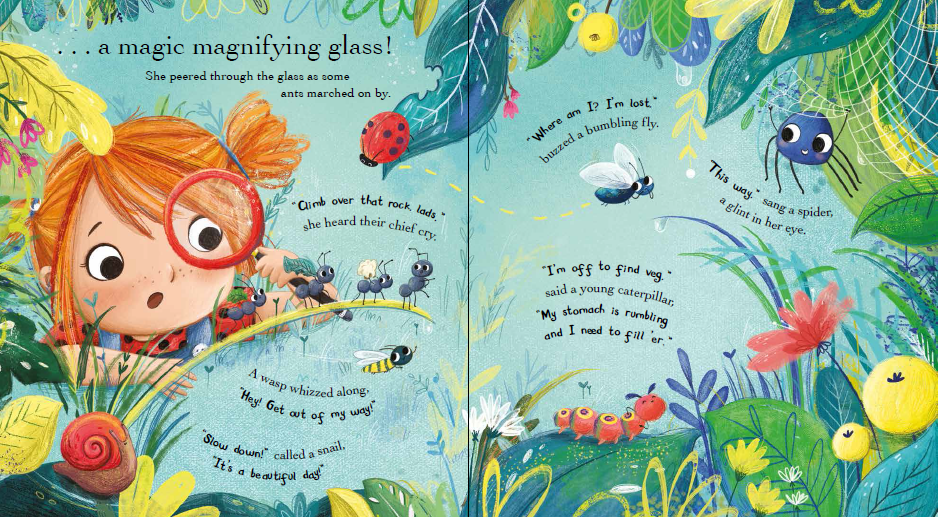 . . . a magic magnifying glass!
She peered through the glass as some
ants marched on by.
"Climb over that rock, lads,"
she heard their chief cry.
A wasp whizzed along,
"Hey! Get out of my way!"
"Slow down!" called a snail,
"It's a beautiful day!"
"Where am I? I'm lost,"
buzzed a bumbling fly.
"This way," sang a spider,
a glint in her eye.
"I'm off to find veg,"
said a young caterpillar,
"My stomach is rumbling
and I need to fill 'er."